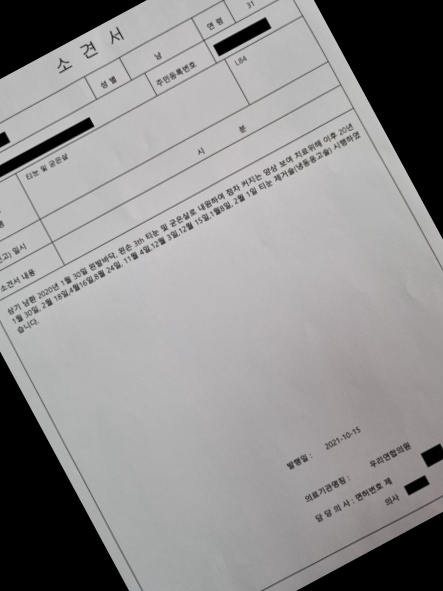 소 견 서
성 별 남 연 령 31
주민등록번호
티눈 및 굳은살 L84
시 분
고) 일시
소견서 내용
상기 남환 2020년 1월 30일 왼발바닥, 왼손 3th 티눈 및 굳은살로 내원하여 점차 커지는 양상 보여 치료위해 이후 20년
1월 30일, 2월 18일,4월16일,8월 24일, 11월 4일,12월 3일,12월 15일,1월8일, 2월 1일 티눈 제거술(냉동응고술) 시행하였
습니다.
발행일 : 2021-10-15
의료기관명칭 : 우리연합의원
담 당 의 사 : 면허번호 제
의사